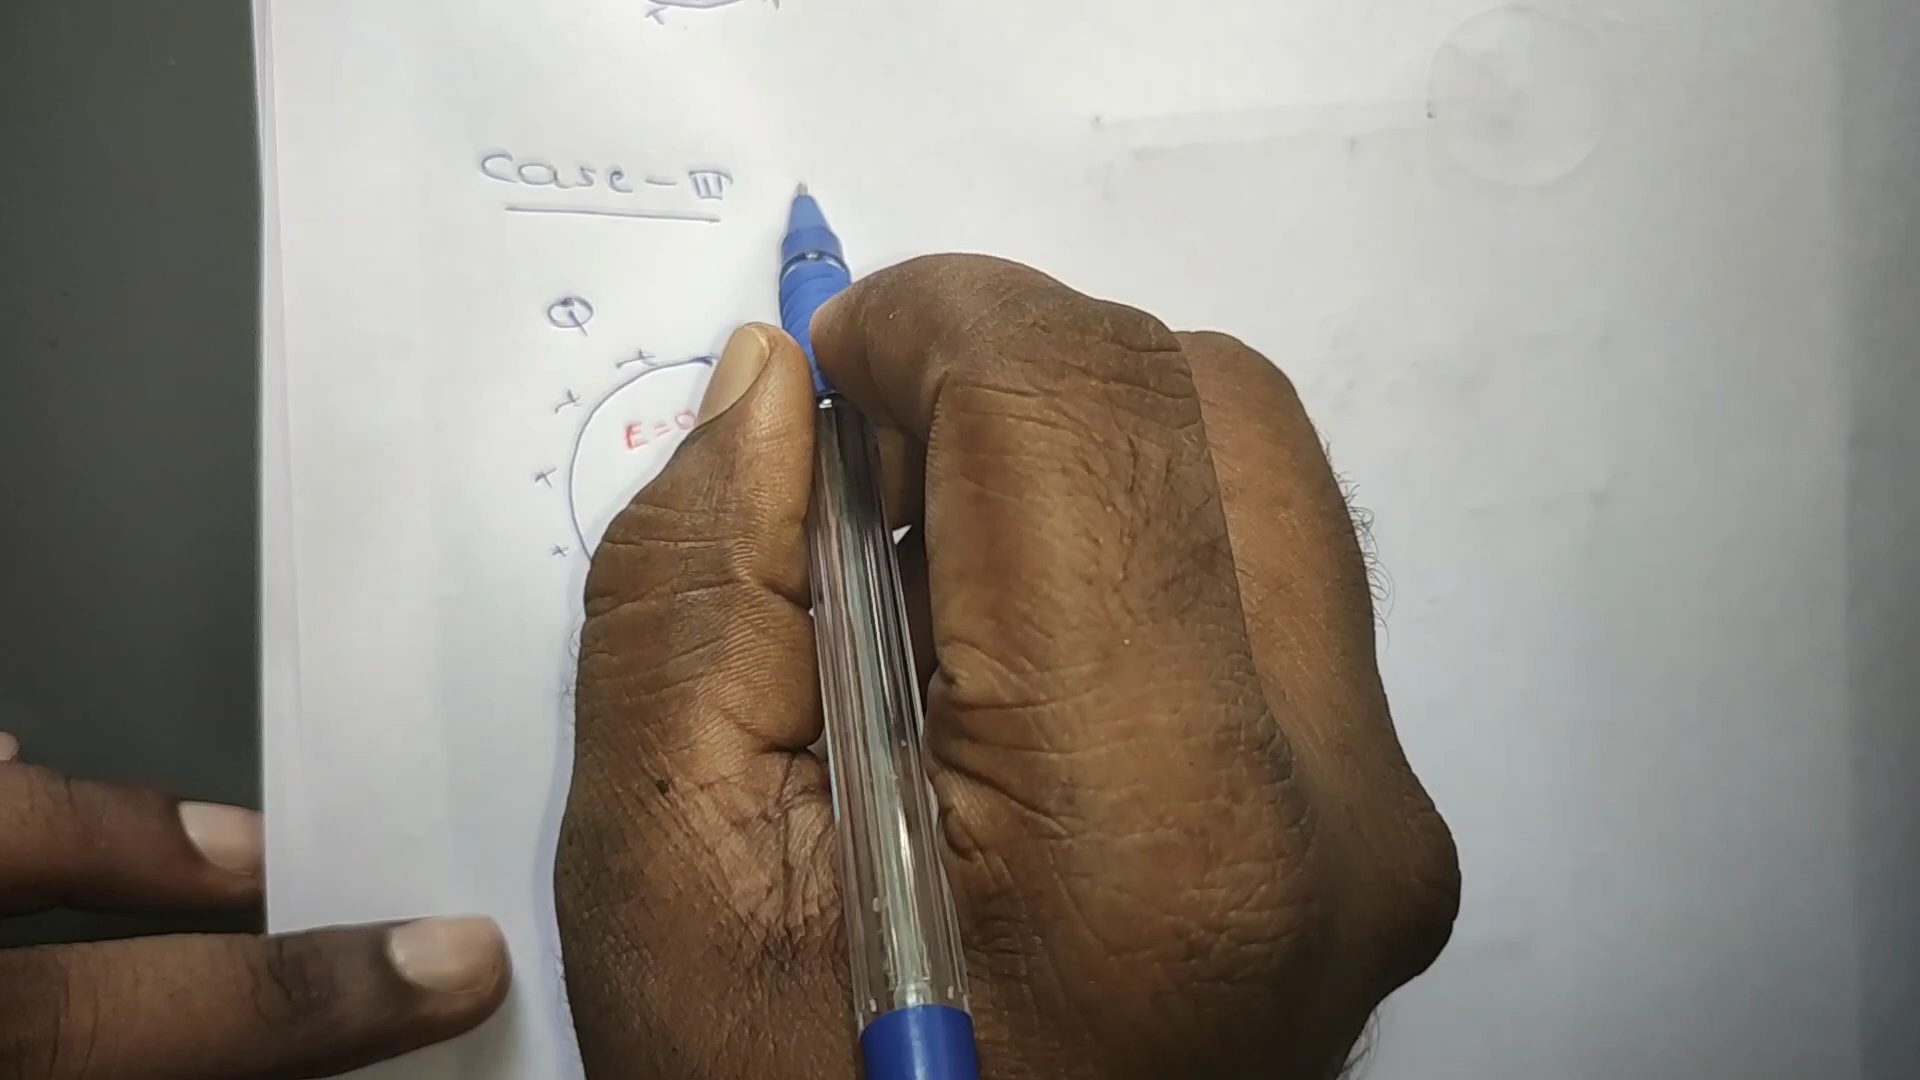 Case-III
Q
+
+
E=0
+
+